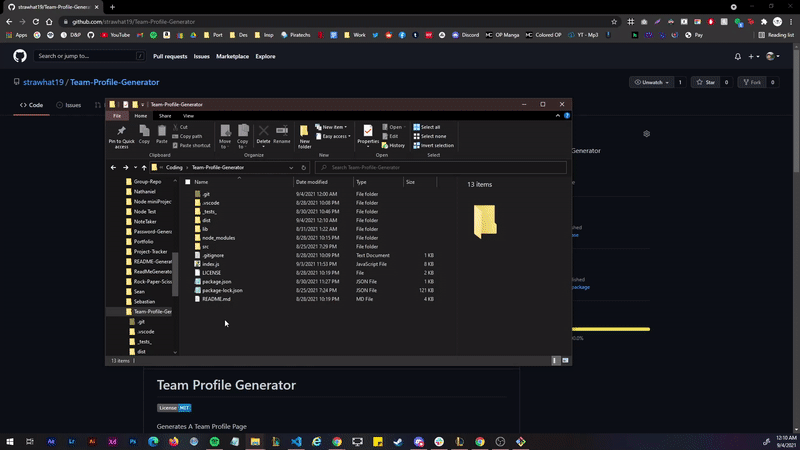 strawhat19/Team-Profile-Generator
github.com/strawhat19/Team-Profile-Generator
Apps D&P YouTube Port Dev Insp Piratechs Work Discord OP Manga Colored OP YT - Mp3 Reading list
Search or jump to... Pull requests Issues Marketplace Explore
strawhat19 / Team-Profile-Generator
Unwatch 1 Star 0 Fork 0
Code Issues
Team-Profile-Generator
File Home Share View
Pin to Quick access
Copy
Paste
Cut
Copy path
Paste shortcut
Clipboard
Move to
Copy to
Delete
Rename
Organize
New folder
New item
Easy access
New
Properties
Open
Edit
History
Open
Select all
Select none
Invert selection
Select
Coding Team-Profile-Generator
Search Team-Profile-Generator
Group-Repo
Nathaniel
Node miniProjec
Node Test
NoteTaker
Password-Genera
Portfolio
Project-Tracker
README-Generat
ReadMeGenerato
Rock-Paper-Sciss
Sean
Sebastian
Team-Profile-Ger
.git
.vscode
_tests_
dist
Name Date modified Type Size
.git 9/4/2021 12:00 AM File folder
.vscode 8/28/2021 10:08 PM File folder
_tests_ 8/30/2021 10:46 PM File folder
dist 9/4/2021 12:10 AM File folder
lib 8/31/2021 1:22 AM File folder
node_modules 8/28/2021 10:15 PM File folder
src 8/25/2021 7:29 PM File folder
.gitignore 8/28/2021 10:09 PM Text Document 1 KB
index.js 9/3/2021 11:53 PM JavaScript File 8 KB
LICENSE 8/28/2021 10:19 PM File 2 KB
package.json 8/30/2021 11:27 PM JSON File 1 KB
package-lock.json 8/25/2021 7:24 PM JSON File 121 KB
README.md 8/28/2021 10:19 PM MD File 4 KB
13 items
13 items
Generator
Team Profile Generator
License MIT
Generates A Team Profile Page
12:10 AM
9/4/2021